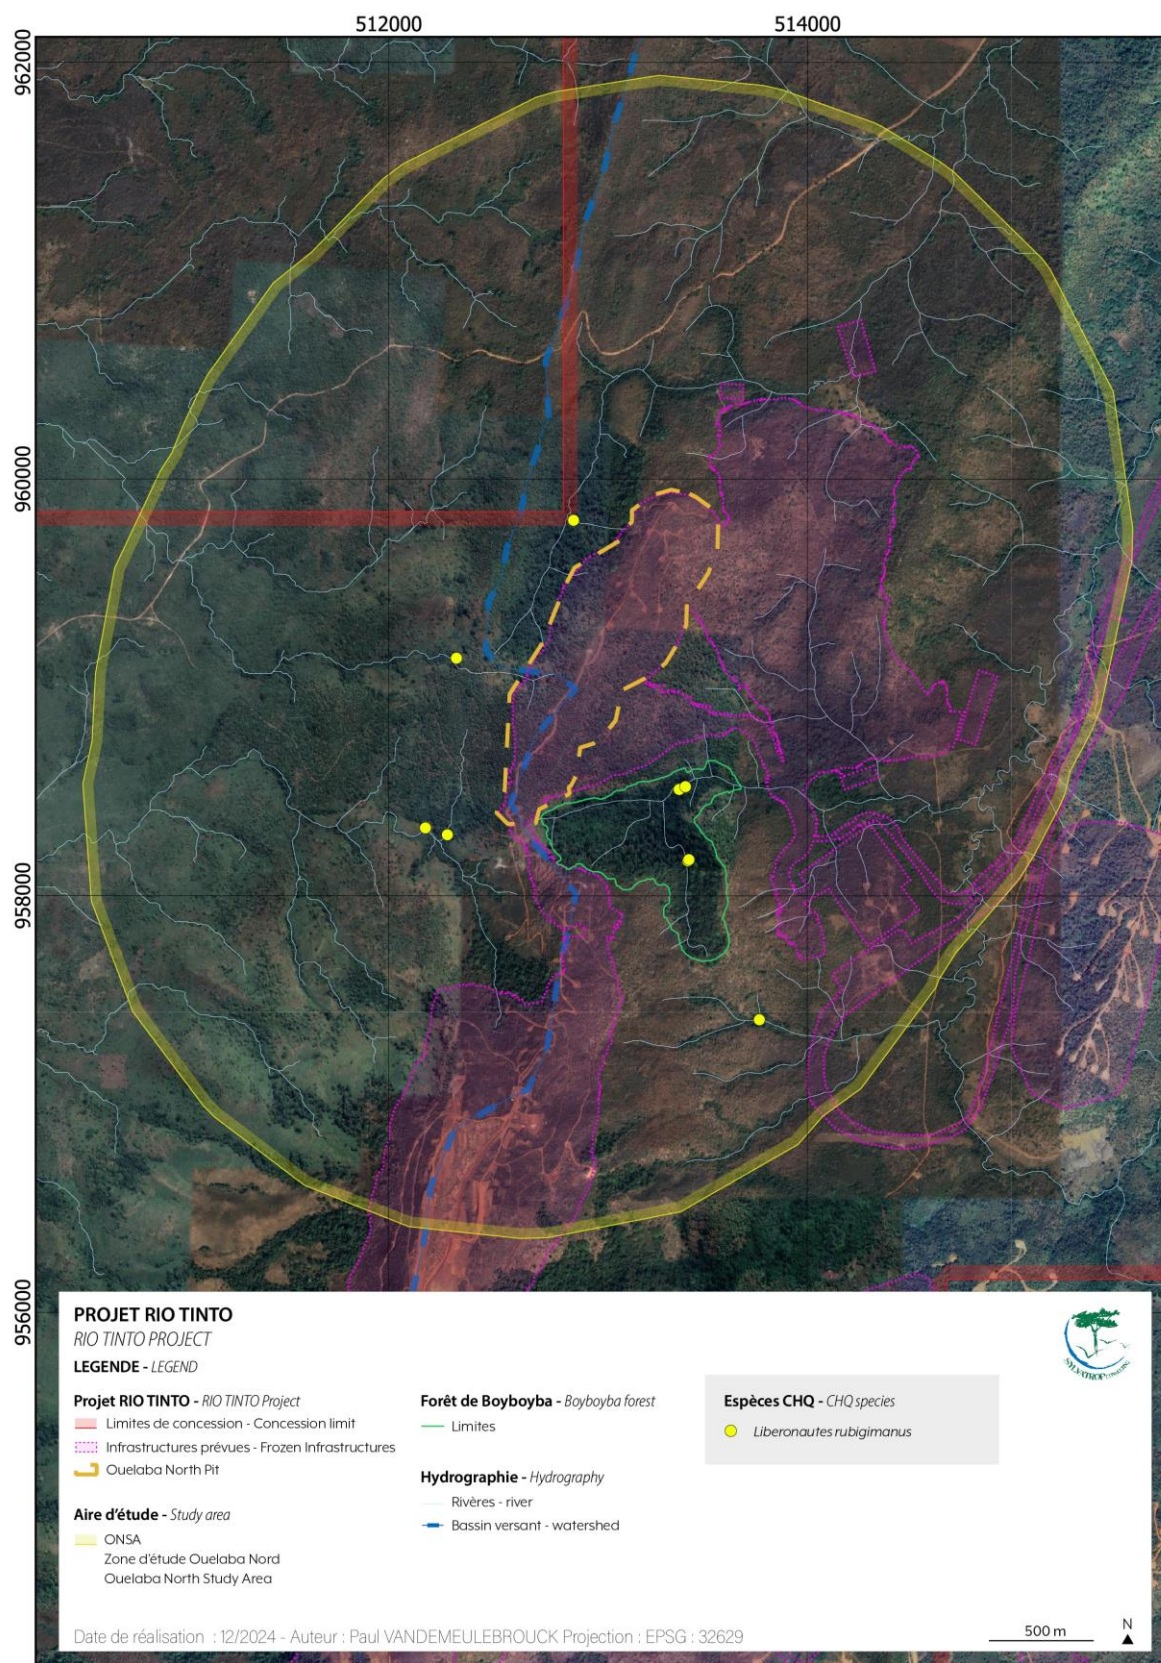 512000
514000
962000
960000
958000
956000
PROJET RIO TINTO
RIO TINTO PROJECT
LEGENDE - LEGEND
Projet RIO TINTO - RIO TINTO Project
Limites de concession - Concession limit
Infrastructures prévues - Frozen Infrastructures
Ouelaba North Pit
Aire d'étude - Study area
ONSA
Zone d'étude Ouelaba Nord
Ouelaba North Study Area
Forêt de Boyboyba - Boyboyba forest
Limites
Hydrographie - Hydrography
Rivères - river
Bassin versant - watershed
Espèces CHQ - CHQ species
Liberonautes rubigimanus
SYLVATROP CONSULTING
Date de réalisation : 12/2024 - Auteur : Paul VANDEMEULEBROUCK Projection : EPSG : 32629
500 m
N